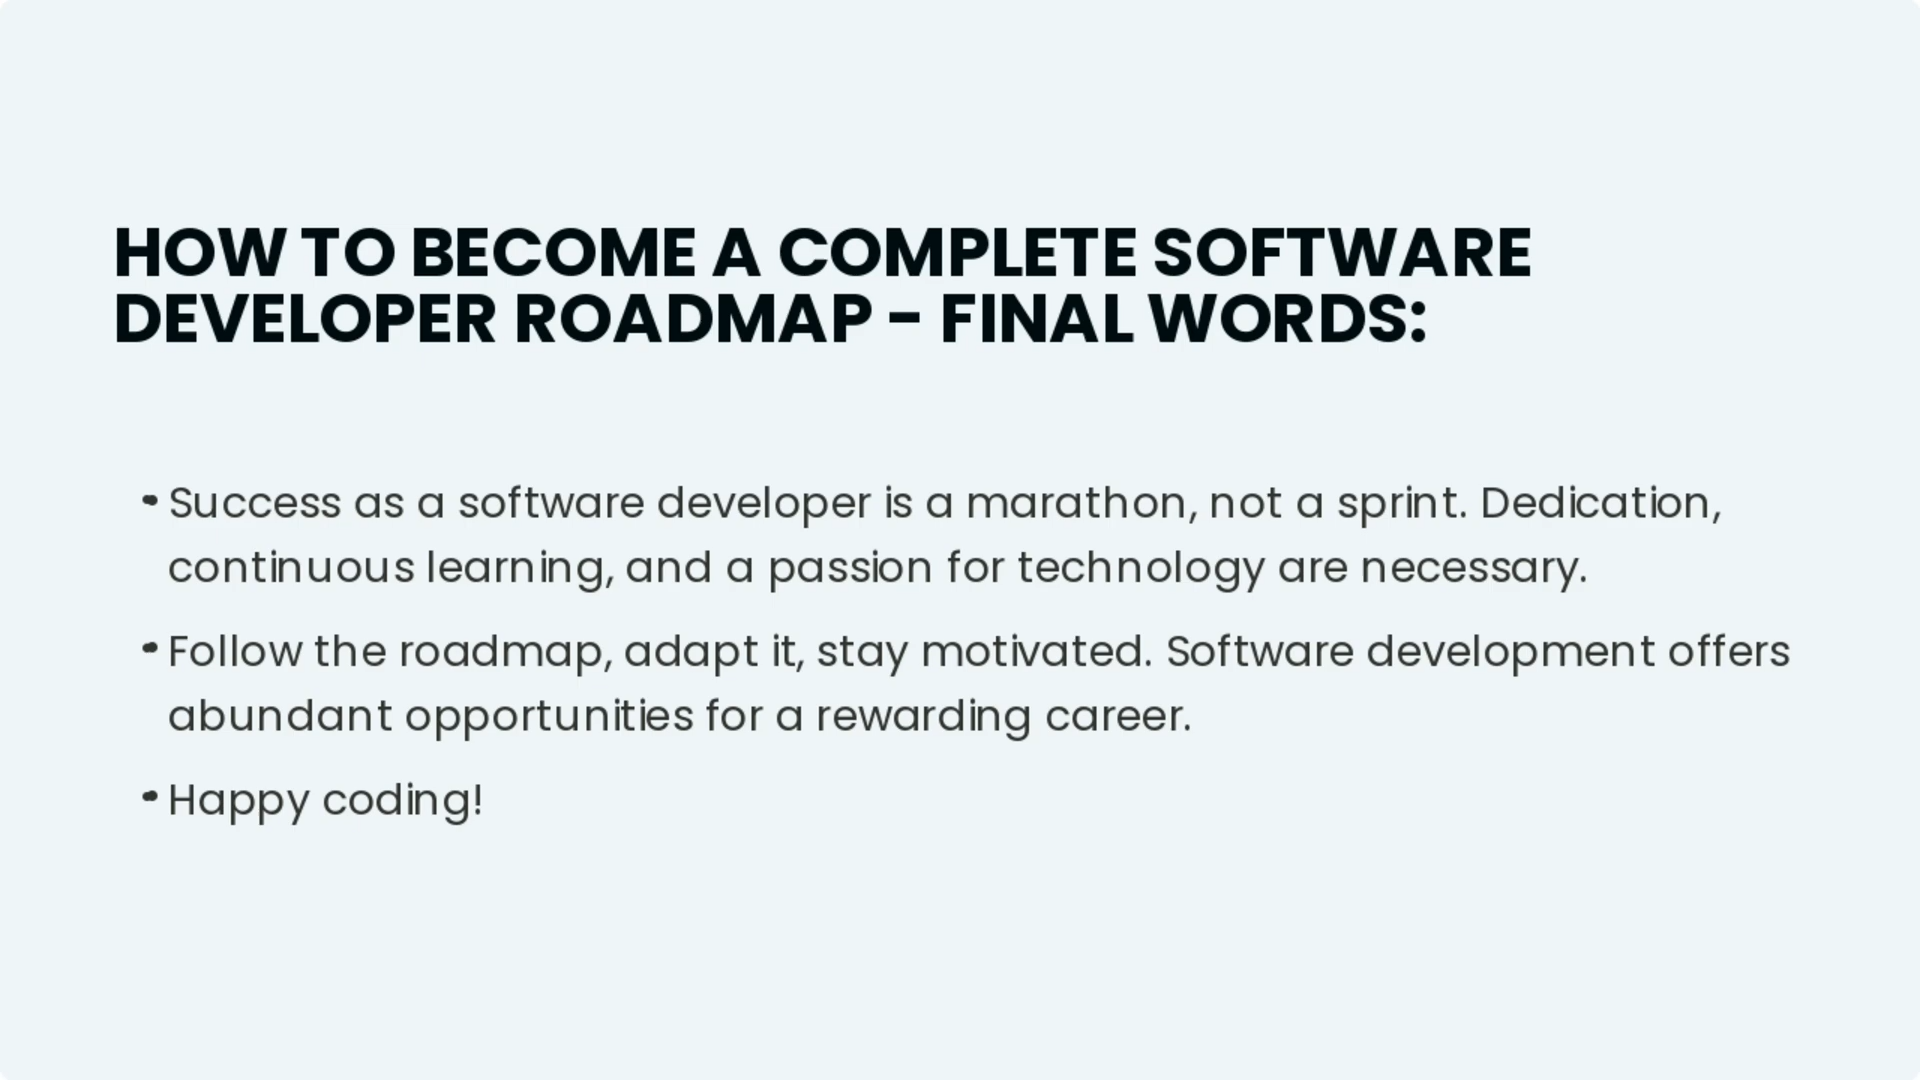 HOW TO BECOME A COMPLETE SOFTWARE
DEVELOPER ROADMAP - FINAL WORDS:
Success as a software developer is a marathon, not a sprint. Dedication,
continuous learning, and a passion for technology are necessary.
Follow the roadmap, adapt it, stay motivated. Software development offers
abundant opportunities for a rewarding career.
Happy coding!